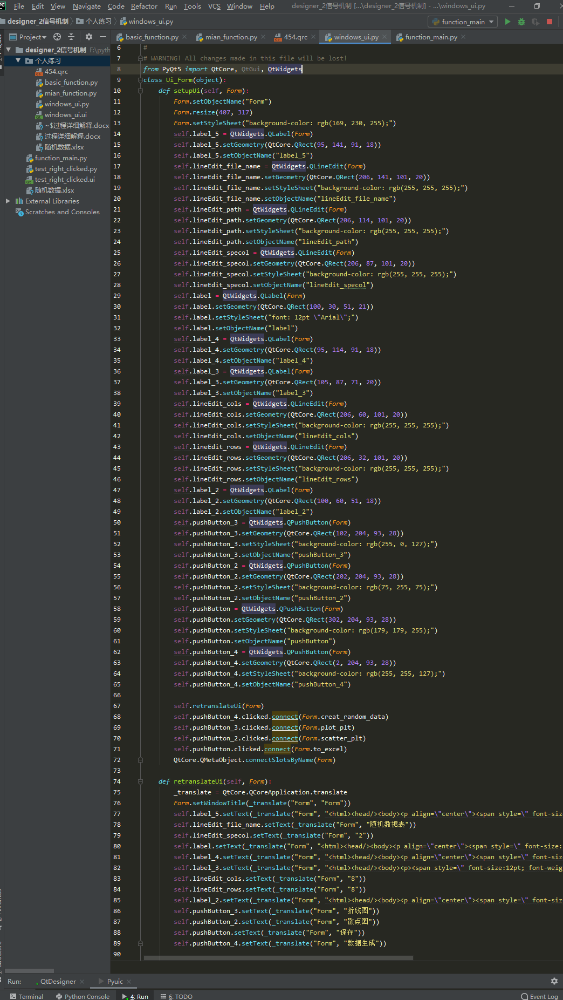 File Edit View Navigate Code Refactor Run Tools VCS Window Help designer_2信号机制 [...\designer_2信号机制] - ...\windows_ui.py
designer_2信号机制 个人练习 windows_ui.py function_main
Project basic_function.py mian_function.py 454.qrc windows_ui.py function_main.py
designer_2信号机制 F:\pyth
个人练习
454.qrc
basic_function.py
mian_function.py
windows_ui.py
windows_ui.ui
~$过程详细解释.docx
过程详细解释.docx
随机数据.xlsx
function_main.py
test_right_clicked.py
test_right_clicked.ui
随机数据.xlsx
External Libraries
Scratches and Consoles
6 #
7 # WARNING! All changes made in this file will be lost!
8 from PyQt5 import QtCore, QtGui, QtWidgets
9 class Ui_Form(object):
10 def setupUi(self, Form):
11 Form.setObjectName("Form")
12 Form.resize(407, 317)
13 Form.setStyleSheet("background-color: rgb(169, 230, 255);")
14 self.label_5 = QtWidgets.QLabel(Form)
15 self.label_5.setGeometry(QtCore.QRect(95, 141, 91, 18))
16 self.label_5.setObjectName("label_5")
17 self.lineEdit_file_name = QtWidgets.QLineEdit(Form)
18 self.lineEdit_file_name.setGeometry(QtCore.QRect(206, 141, 101, 20))
19 self.lineEdit_file_name.setStyleSheet("background-color: rgb(255, 255, 255);")
20 self.lineEdit_file_name.setObjectName("lineEdit_file_name")
21 self.lineEdit_path = QtWidgets.QLineEdit(Form)
22 self.lineEdit_path.setGeometry(QtCore.QRect(206, 114, 101, 20))
23 self.lineEdit_path.setStyleSheet("background-color: rgb(255, 255, 255);")
24 self.lineEdit_path.setObjectName("lineEdit_path")
25 self.lineEdit_specol = QtWidgets.QLineEdit(Form)
26 self.lineEdit_specol.setGeometry(QtCore.QRect(206, 87, 101, 20))
27 self.lineEdit_specol.setStyleSheet("background-color: rgb(255, 255, 255);")
28 self.lineEdit_specol.setObjectName("lineEdit_specol")
29 self.label = QtWidgets.QLabel(Form)
30 self.label.setGeometry(QtCore.QRect(100, 30, 51, 21))
31 self.label.setStyleSheet("font: 12pt \"Arial\";")
32 self.label.setObjectName("label")
33 self.label_4 = QtWidgets.QLabel(Form)
34 self.label_4.setGeometry(QtCore.QRect(95, 114, 91, 18))
35 self.label_4.setObjectName("label_4")
36 self.label_3 = QtWidgets.QLabel(Form)
37 self.label_3.setGeometry(QtCore.QRect(105, 87, 71, 20))
38 self.label_3.setObjectName("label_3")
39 self.lineEdit_cols = QtWidgets.QLineEdit(Form)
40 self.lineEdit_cols.setGeometry(QtCore.QRect(206, 60, 101, 20))
41 self.lineEdit_cols.setStyleSheet("background-color: rgb(255, 255, 255);")
42 self.lineEdit_cols.setObjectName("lineEdit_cols")
43 self.lineEdit_rows = QtWidgets.QLineEdit(Form)
44 self.lineEdit_rows.setGeometry(QtCore.QRect(206, 32, 101, 20))
45 self.lineEdit_rows.setStyleSheet("background-color: rgb(255, 255, 255);")
46 self.lineEdit_rows.setObjectName("lineEdit_rows")
47 self.label_2 = QtWidgets.QLabel(Form)
48 self.label_2.setGeometry(QtCore.QRect(100, 60, 51, 18))
49 self.label_2.setObjectName("label_2")
50 self.pushButton_3 = QtWidgets.QPushButton(Form)
51 self.pushButton_3.setGeometry(QtCore.QRect(102, 204, 93, 28))
52 self.pushButton_3.setStyleSheet("background-color: rgb(255, 0, 127);")
53 self.pushButton_3.setObjectName("pushButton_3")
54 self.pushButton_2 = QtWidgets.QPushButton(Form)
55 self.pushButton_2.setGeometry(QtCore.QRect(202, 204, 93, 28))
56 self.pushButton_2.setStyleSheet("background-color: rgb(75, 255, 75);")
57 self.pushButton_2.setObjectName("pushButton_2")
58 self.pushButton = QtWidgets.QPushButton(Form)
59 self.pushButton.setGeometry(QtCore.QRect(302, 204, 93, 28))
60 self.pushButton.setStyleSheet("background-color: rgb(179, 179, 255);")
61 self.pushButton.setObjectName("pushButton")
62 self.pushButton_4 = QtWidgets.QPushButton(Form)
63 self.pushButton_4.setGeometry(QtCore.QRect(2, 204, 93, 28))
64 self.pushButton_4.setStyleSheet("background-color: rgb(255, 255, 127);")
65 self.pushButton_4.setObjectName("pushButton_4")
66
67 self.retranslateUi(Form)
68 self.pushButton_4.clicked.connect(Form.creat_random_data)
69 self.pushButton_3.clicked.connect(Form.plot_plt)
70 self.pushButton_2.clicked.connect(Form.scatter_plt)
71 self.pushButton.clicked.connect(Form.to_excel)
72 QtCore.QMetaObject.connectSlotsByName(Form)
73
74 def retranslateUi(self, Form):
75 _translate = QtCore.QCoreApplication.translate
76 Form.setWindowTitle(_translate("Form", "Form"))
77 self.label_5.setText(_translate("Form", "<html><head/><body><p align=\"center\"><span style=\" font-siz
78 self.lineEdit_file_name.setText(_translate("Form", "随机数据表"))
79 self.lineEdit_specol.setText(_translate("Form", "2"))
80 self.label.setText(_translate("Form", "<html><head/><body><p align=\"center\"><span style=\" font-size:
81 self.label_4.setText(_translate("Form", "<html><head/><body><p align=\"center\"><span style=\" font-siz
82 self.label_3.setText(_translate("Form", "<html><head/><body><p><span style=\" font-size:12pt; font-weig
83 self.lineEdit_cols.setText(_translate("Form", "8"))
84 self.lineEdit_rows.setText(_translate("Form", "8"))
85 self.label_2.setText(_translate("Form", "<html><head/><body><p align=\"center\"><span style=\" font-siz
86 self.pushButton_3.setText(_translate("Form", "折线图"))
87 self.pushButton_2.setText(_translate("Form", "散点图"))
88 self.pushButton.setText(_translate("Form", "保存"))
89 self.pushButton_4.setText(_translate("Form", "数据生成"))
90
Run: QtDesigner Pyuic
Terminal Python Console 4: Run 6: TODO Event Log